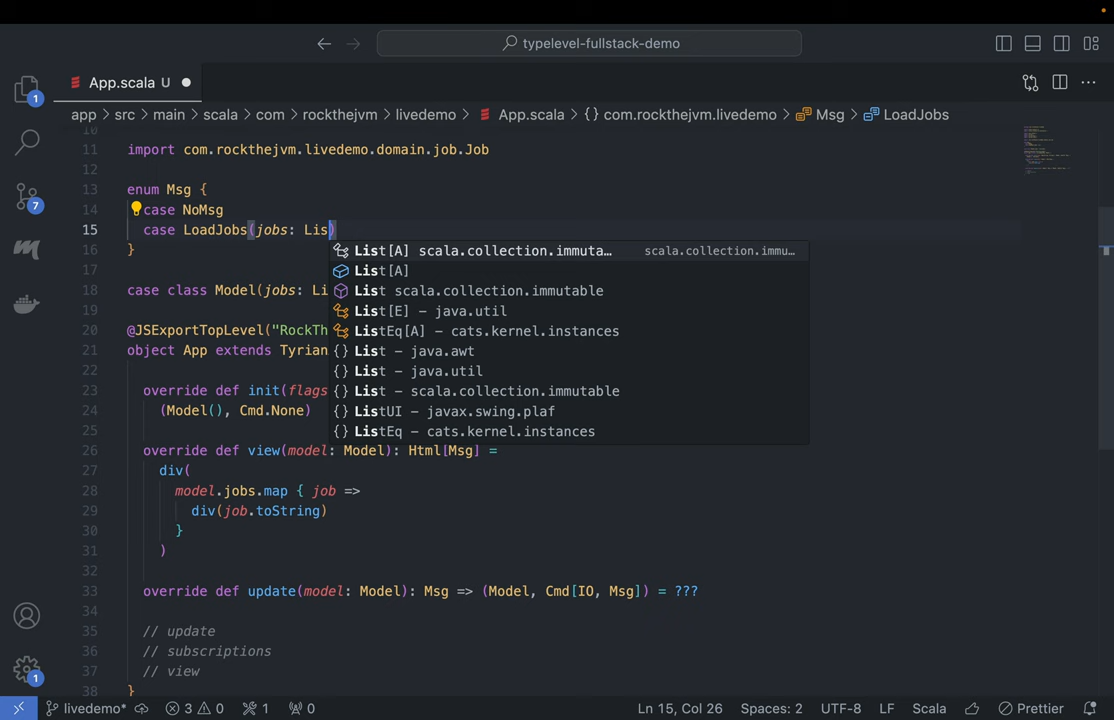 typelevel-fullstack-demo
App.scala U
app > src > main > scala > com > rockthejvm > livedemo > App.scala > {} com.rockthejvm.livedemo > Msg > LoadJobs
10
11 import com.rockthejvm.livedemo.domain.job.Job
12
13 enum Msg {
14 case NoMsg
15 case LoadJobs(jobs: Lis)
16 }
List[A] scala.collection.immuta… scala.collection.immu…
17
List[A]
18 case class Model(jobs: Li
List scala.collection.immutable
19
List[E] – java.util
20 @JSExportTopLevel("RockTh
ListEq[A] – cats.kernel.instances
21 object App extends Tyrian
{} List – java.awt
22
{} List – java.util
23 override def init(flags
{} List – scala.collection.immutable
24 (Model(), Cmd.None)
{} ListUI – javax.swing.plaf
25
{} ListEq – cats.kernel.instances
26 override def view(model: Model): Html[Msg] =
27 div(
28 model.jobs.map { job =>
29 div(job.toString)
30 }
31 )
32
33 override def update(model: Model): Msg => (Model, Cmd[IO, Msg]) = ???
34
35 // update
36 // subscriptions
37 // view
38 }
1
7
1
livedemo* 3 0 1 0 Ln 15, Col 26 Spaces: 2 UTF-8 LF Scala Prettier